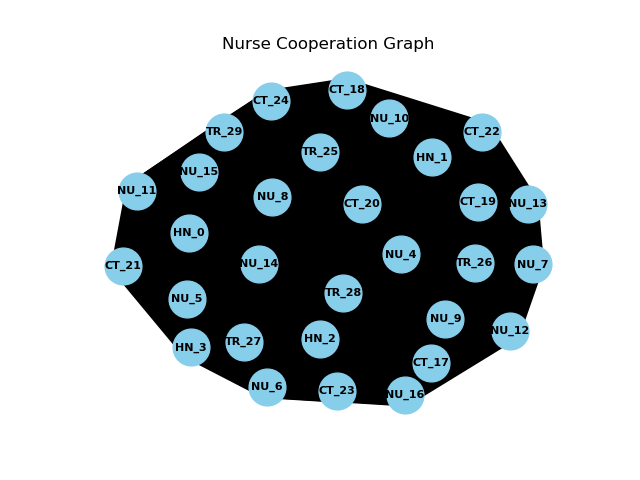 Nurse Cooperation Graph
CT_18
CT_24
NU_10
TR_29
CT_22
TR_25
HN_1
NU_15
NU_11
NU_8
CT_20
CT_19
NU_13
HN_0
NU_4
CT_21
NU_14
TR_26
NU_7
TR_28
NU_5
NU_9
NU_12
HN_3
TR_27
HN_2
CT_17
NU_6
CT_23
NU_16